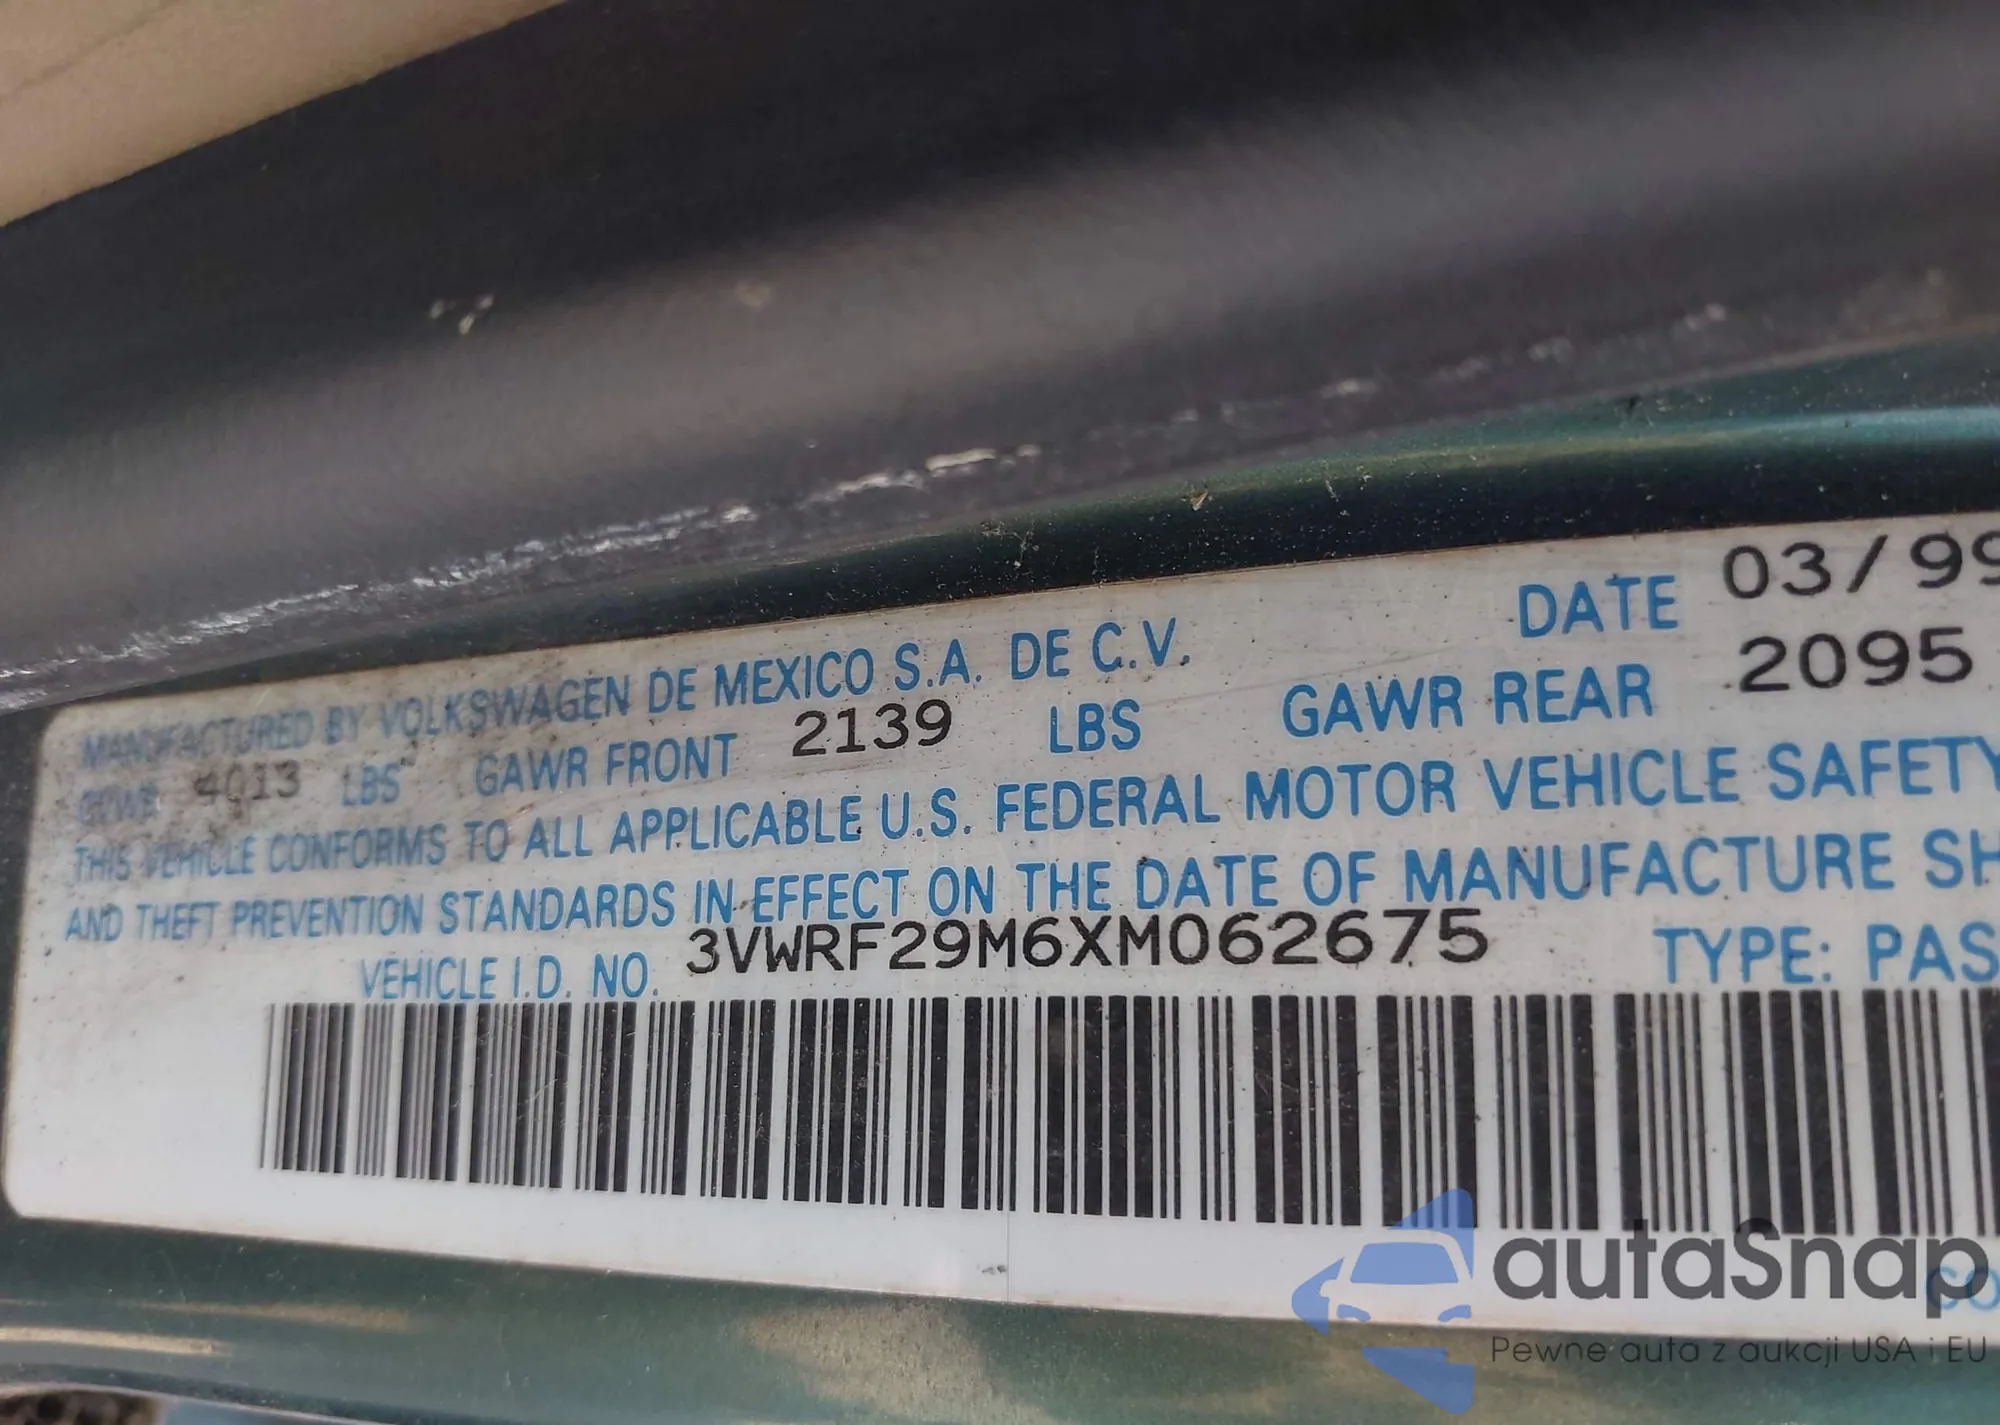 MANUFACTURED BY VOLKSWAGEN DE MEXICO S.A. DE C.V. DATE 03/99
GVWR 4013 LBS GAWR FRONT 2139 LBS GAWR REAR 2095
THIS VEHICLE CONFORMS TO ALL APPLICABLE U.S. FEDERAL MOTOR VEHICLE SAFETY
AND THEFT PREVENTION STANDARDS IN EFFECT ON THE DATE OF MANUFACTURE SH
VEHICLE I.D. NO. 3VWRF29M6XM062675 TYPE: PAS
autaSnap
CO
Pewne auta z aukcji USA i EU